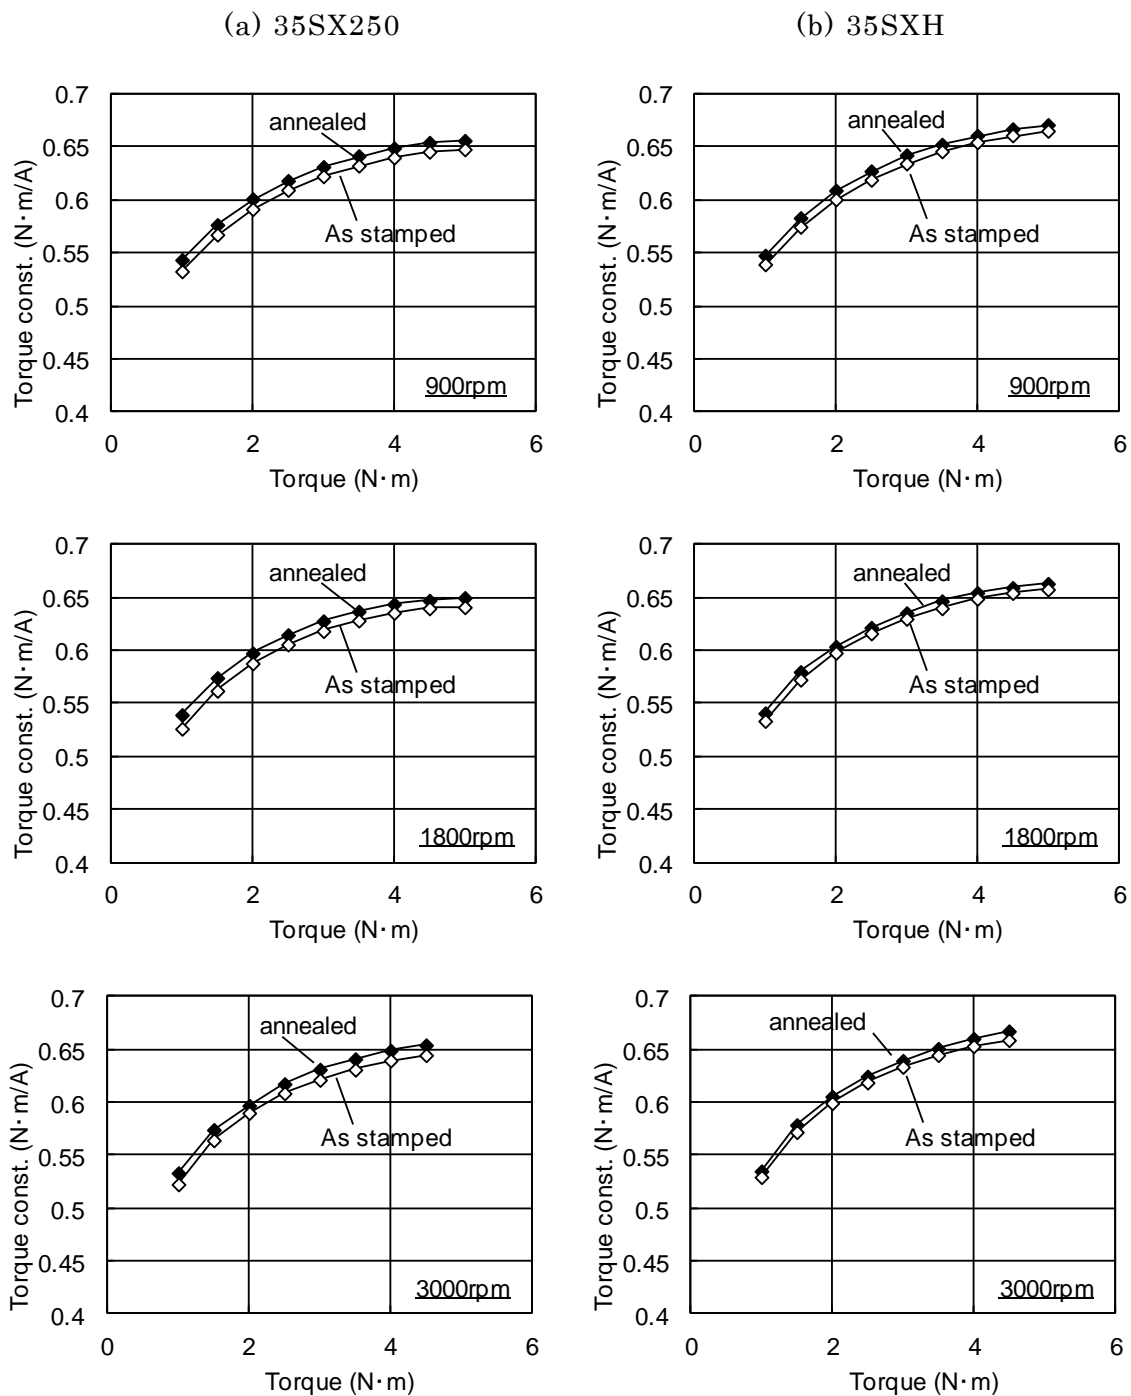 (a) 35SX250
(b) 35SXH
Torque const. (N·m/A)
0.7
0.65
0.6
0.55
0.5
0.45
0.4
annealed
As stamped
900rpm
0 2 4 6
Torque (N·m)
Torque const. (N·m/A)
0.7
0.65
0.6
0.55
0.5
0.45
0.4
annealed
As stamped
900rpm
0 2 4 6
Torque (N·m)
Torque const. (N·m/A)
0.7
0.65
0.6
0.55
0.5
0.45
0.4
annealed
As stamped
1800rpm
0 2 4 6
Torque (N·m)
Torque const. (N·m/A)
0.7
0.65
0.6
0.55
0.5
0.45
0.4
annealed
As stamped
1800rpm
0 2 4 6
Torque (N·m)
Torque const. (N·m/A)
0.7
0.65
0.6
0.55
0.5
0.45
0.4
annealed
As stamped
3000rpm
0 2 4 6
Torque (N·m)
Torque const. (N·m/A)
0.7
0.65
0.6
0.55
0.5
0.45
0.4
annealed
As stamped
3000rpm
0 2 4 6
Torque (N·m)